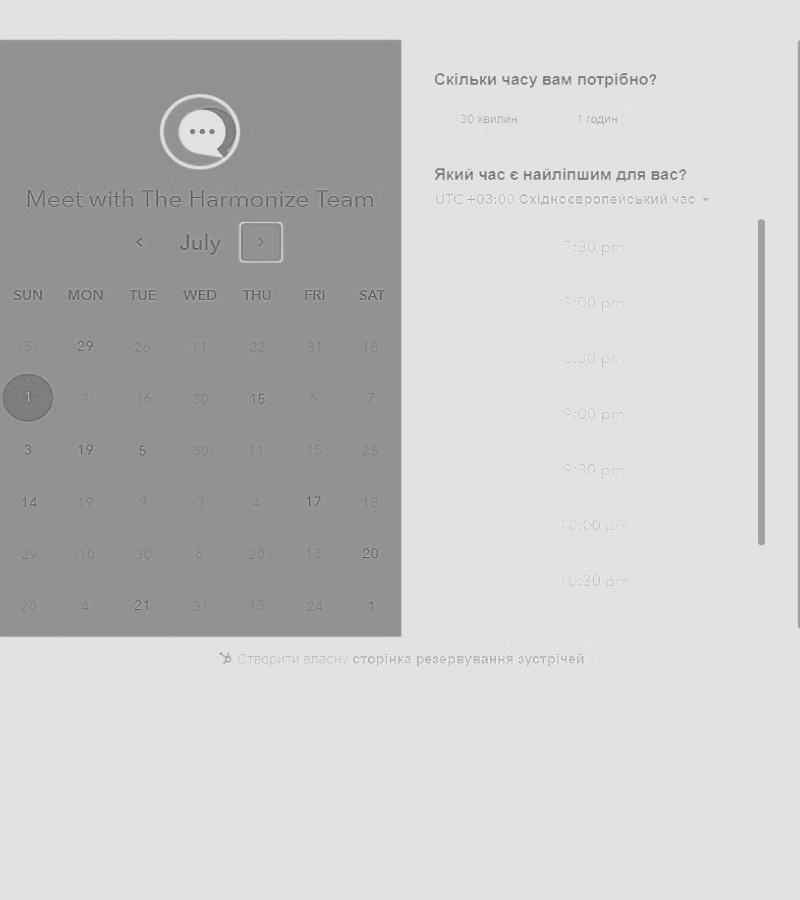 Meet with The Harmonize Team
July
SUN MON TUE WED THU FRI SAT
5 29 26 11 22 31 18
1 1 16 30 15 6 7
3 19 5 30 11 15 25
14 19 9 3 4 17 18
29 10 30 6 20 13 20
20 4 21 31 13 24 1
Скільки часу вам потрібно?
30 хвилин 1 годин
Який час є найліпшим для вас?
UTC +03:00 Східноєвропейський час
7:30 pm
8:00 pm
8:30 pm
9:00 pm
9:30 pm
10:00 pm
10:30 pm
Створити власну сторінка резервування зустрічей